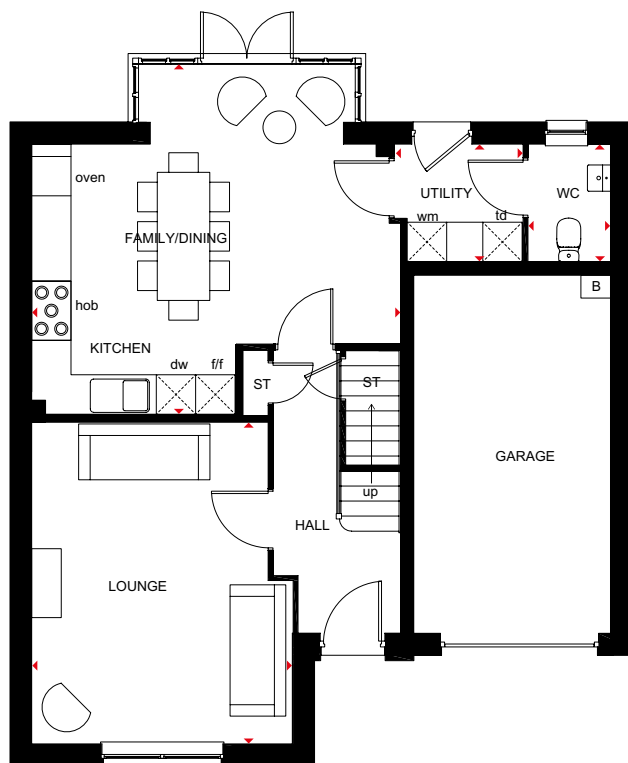 oven
UTILITY
WC
wm
td
FAMILY/DINING
B
hob
KITCHEN
dw
f/f
ST
ST
GARAGE
up
HALL
LOUNGE